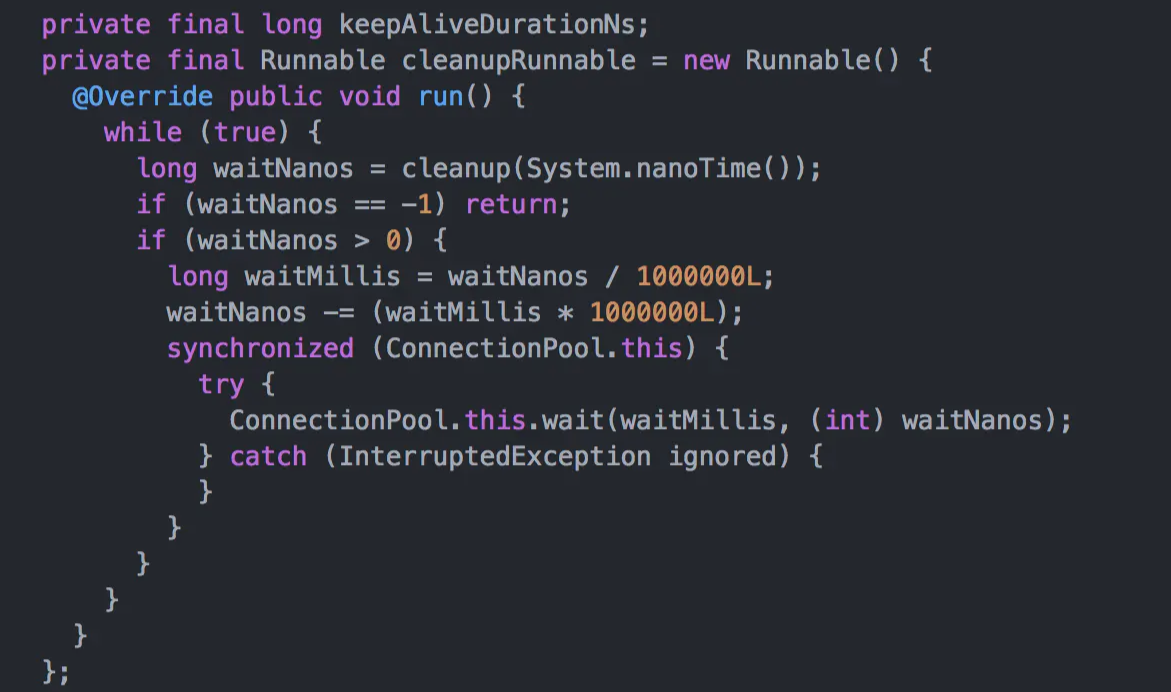 private final long keepAliveDurationNs;
private final Runnable cleanupRunnable = new Runnable() {
  @Override public void run() {
    while (true) {
      long waitNanos = cleanup(System.nanoTime());
      if (waitNanos == -1) return;
      if (waitNanos > 0) {
        long waitMillis = waitNanos / 1000000L;
        waitNanos -= (waitMillis * 1000000L);
        synchronized (ConnectionPool.this) {
          try {
            ConnectionPool.this.wait(waitMillis, (int) waitNanos);
          } catch (InterruptedException ignored) {
          }
        }
      }
    }
  }
};